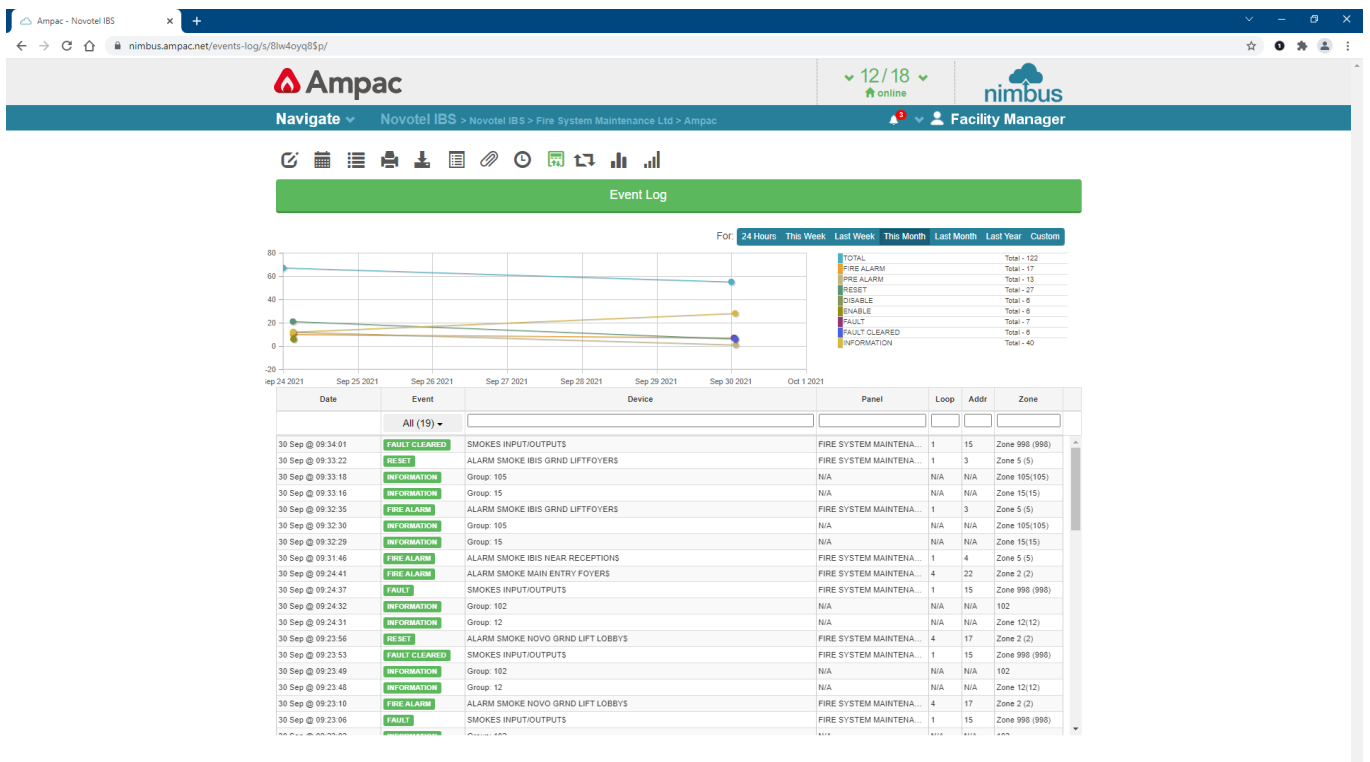 Ampac - Novotel IBS
nimbus.ampac.net/events-log/s/8lw4oyq8$p/
Ampac
12/18
online
nimbus
Navigate
Novotel IBS > Novotel IBS > Fire System Maintenance Ltd > Ampac
3
Facility Manager
Event Log
For: 24 Hours This Week Last Week This Month Last Month Last Year Custom
80
60
40
20
0
-20
Sep 24 2021 Sep 25 2021 Sep 26 2021 Sep 27 2021 Sep 28 2021 Sep 29 2021 Sep 30 2021 Oct 1 2021
TOTAL Total - 122
FIRE ALARM Total - 17
PRE ALARM Total - 13
RESET Total - 27
DISABLE Total - 6
ENABLE Total - 6
FAULT Total - 7
FAULT CLEARED Total - 6
INFORMATION Total - 40
Date Event Device Panel Loop Addr Zone
All (19)
30 Sep @ 09:34:01 FAULT CLEARED SMOKES INPUT/OUTPUT$ FIRE SYSTEM MAINTENA... 1 15 Zone 998 (998)
30 Sep @ 09:33:22 RESET ALARM SMOKE IBIS GRND LIFTFOYER$ FIRE SYSTEM MAINTENA... 1 3 Zone 5 (5)
30 Sep @ 09:33:18 INFORMATION Group: 105 N/A N/A N/A Zone 105(105)
30 Sep @ 09:33:16 INFORMATION Group: 15 N/A N/A N/A Zone 15(15)
30 Sep @ 09:32:35 FIRE ALARM ALARM SMOKE IBIS GRND LIFTFOYER$ FIRE SYSTEM MAINTENA... 1 3 Zone 5 (5)
30 Sep @ 09:32:30 INFORMATION Group: 105 N/A N/A N/A Zone 105(105)
30 Sep @ 09:32:29 INFORMATION Group: 15 N/A N/A N/A Zone 15(15)
30 Sep @ 09:31:46 FIRE ALARM ALARM SMOKE IBIS NEAR RECEPTION$ FIRE SYSTEM MAINTENA... 1 4 Zone 5 (5)
30 Sep @ 09:24:41 FIRE ALARM ALARM SMOKE MAIN ENTRY FOYER$ FIRE SYSTEM MAINTENA... 4 22 Zone 2 (2)
30 Sep @ 09:24:37 FAULT SMOKES INPUT/OUTPUT$ FIRE SYSTEM MAINTENA... 1 15 Zone 998 (998)
30 Sep @ 09:24:32 INFORMATION Group: 102 N/A N/A N/A 102
30 Sep @ 09:24:31 INFORMATION Group: 12 N/A N/A N/A Zone 12(12)
30 Sep @ 09:23:56 RESET ALARM SMOKE NOVO GRND LIFT LOBBY$ FIRE SYSTEM MAINTENA... 4 17 Zone 2 (2)
30 Sep @ 09:23:53 FAULT CLEARED SMOKES INPUT/OUTPUT$ FIRE SYSTEM MAINTENA... 1 15 Zone 998 (998)
30 Sep @ 09:23:49 INFORMATION Group: 102 N/A N/A N/A 102
30 Sep @ 09:23:48 INFORMATION Group: 12 N/A N/A N/A Zone 12(12)
30 Sep @ 09:23:10 FIRE ALARM ALARM SMOKE NOVO GRND LIFT LOBBY$ FIRE SYSTEM MAINTENA... 4 17 Zone 2 (2)
30 Sep @ 09:23:06 FAULT SMOKES INPUT/OUTPUT$ FIRE SYSTEM MAINTENA... 1 15 Zone 998 (998)